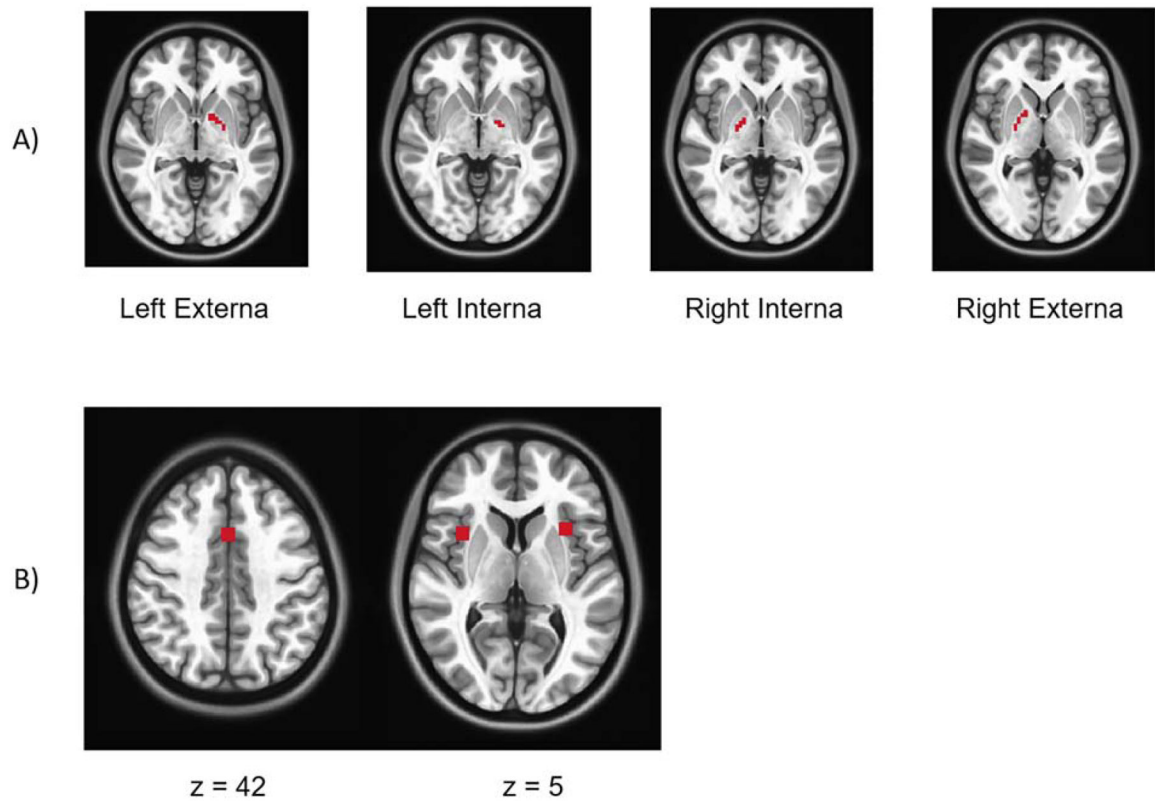 A)
Left Externa
Left Interna
Right Interna
Right Externa
B)
z = 42
z = 5